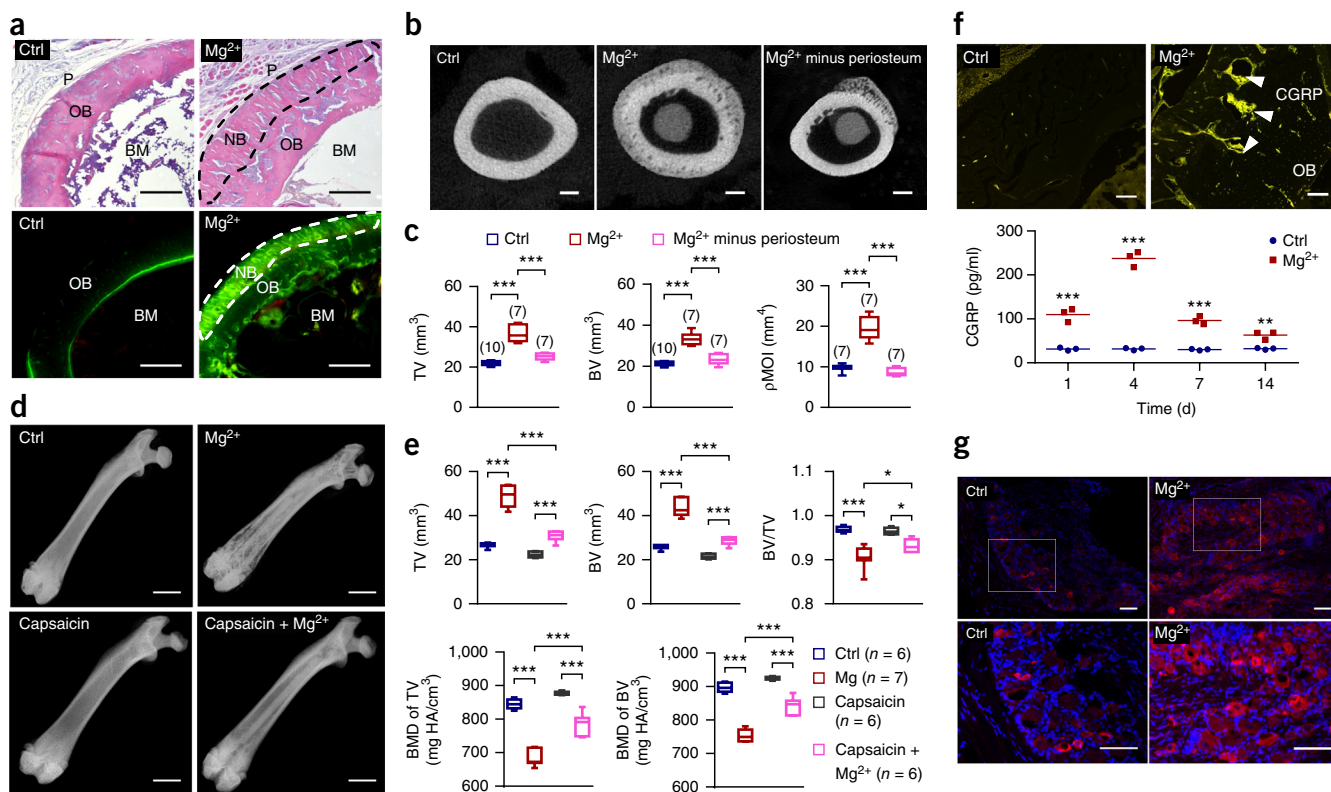 a
Ctrl
P
OB
BM
Mg2+
P
NB
OB
BM
Ctrl
OB
BM
Mg2+
NB
OB
BM
b
Ctrl
Mg2+
Mg2+ minus periosteum
c
Ctrl
Mg2+
Mg2+ minus periosteum
TV (mm3)
60
40
20
0
(10)
(7)
(7)
***
***
BV (mm3)
60
40
20
0
(10)
(7)
(7)
***
***
ρMOI (mm4)
30
20
10
0
(7)
(7)
(7)
***
***
d
Ctrl
Mg2+
Capsaicin
Capsaicin + Mg2+
e
TV (mm3)
60
40
20
0
***
***
***
BV (mm3)
60
40
20
0
***
***
***
BV/TV
1.1
1.0
0.9
0.8
***
*
*
BMD of TV
(mg HA/cm3)
1,000
900
800
700
600
***
***
***
BMD of BV
(mg HA/cm3)
1,000
900
800
700
600
***
***
***
Ctrl (n = 6)
Mg (n = 7)
Capsaicin
(n = 6)
Capsaicin +
Mg2+ (n = 6)
f
Ctrl
Mg2+
CGRP
OB
CGRP (pg/ml)
300
200
100
0
***
***
***
**
Ctrl
Mg2+
1
4
7
14
Time (d)
g
Ctrl
Mg2+
Ctrl
Mg2+